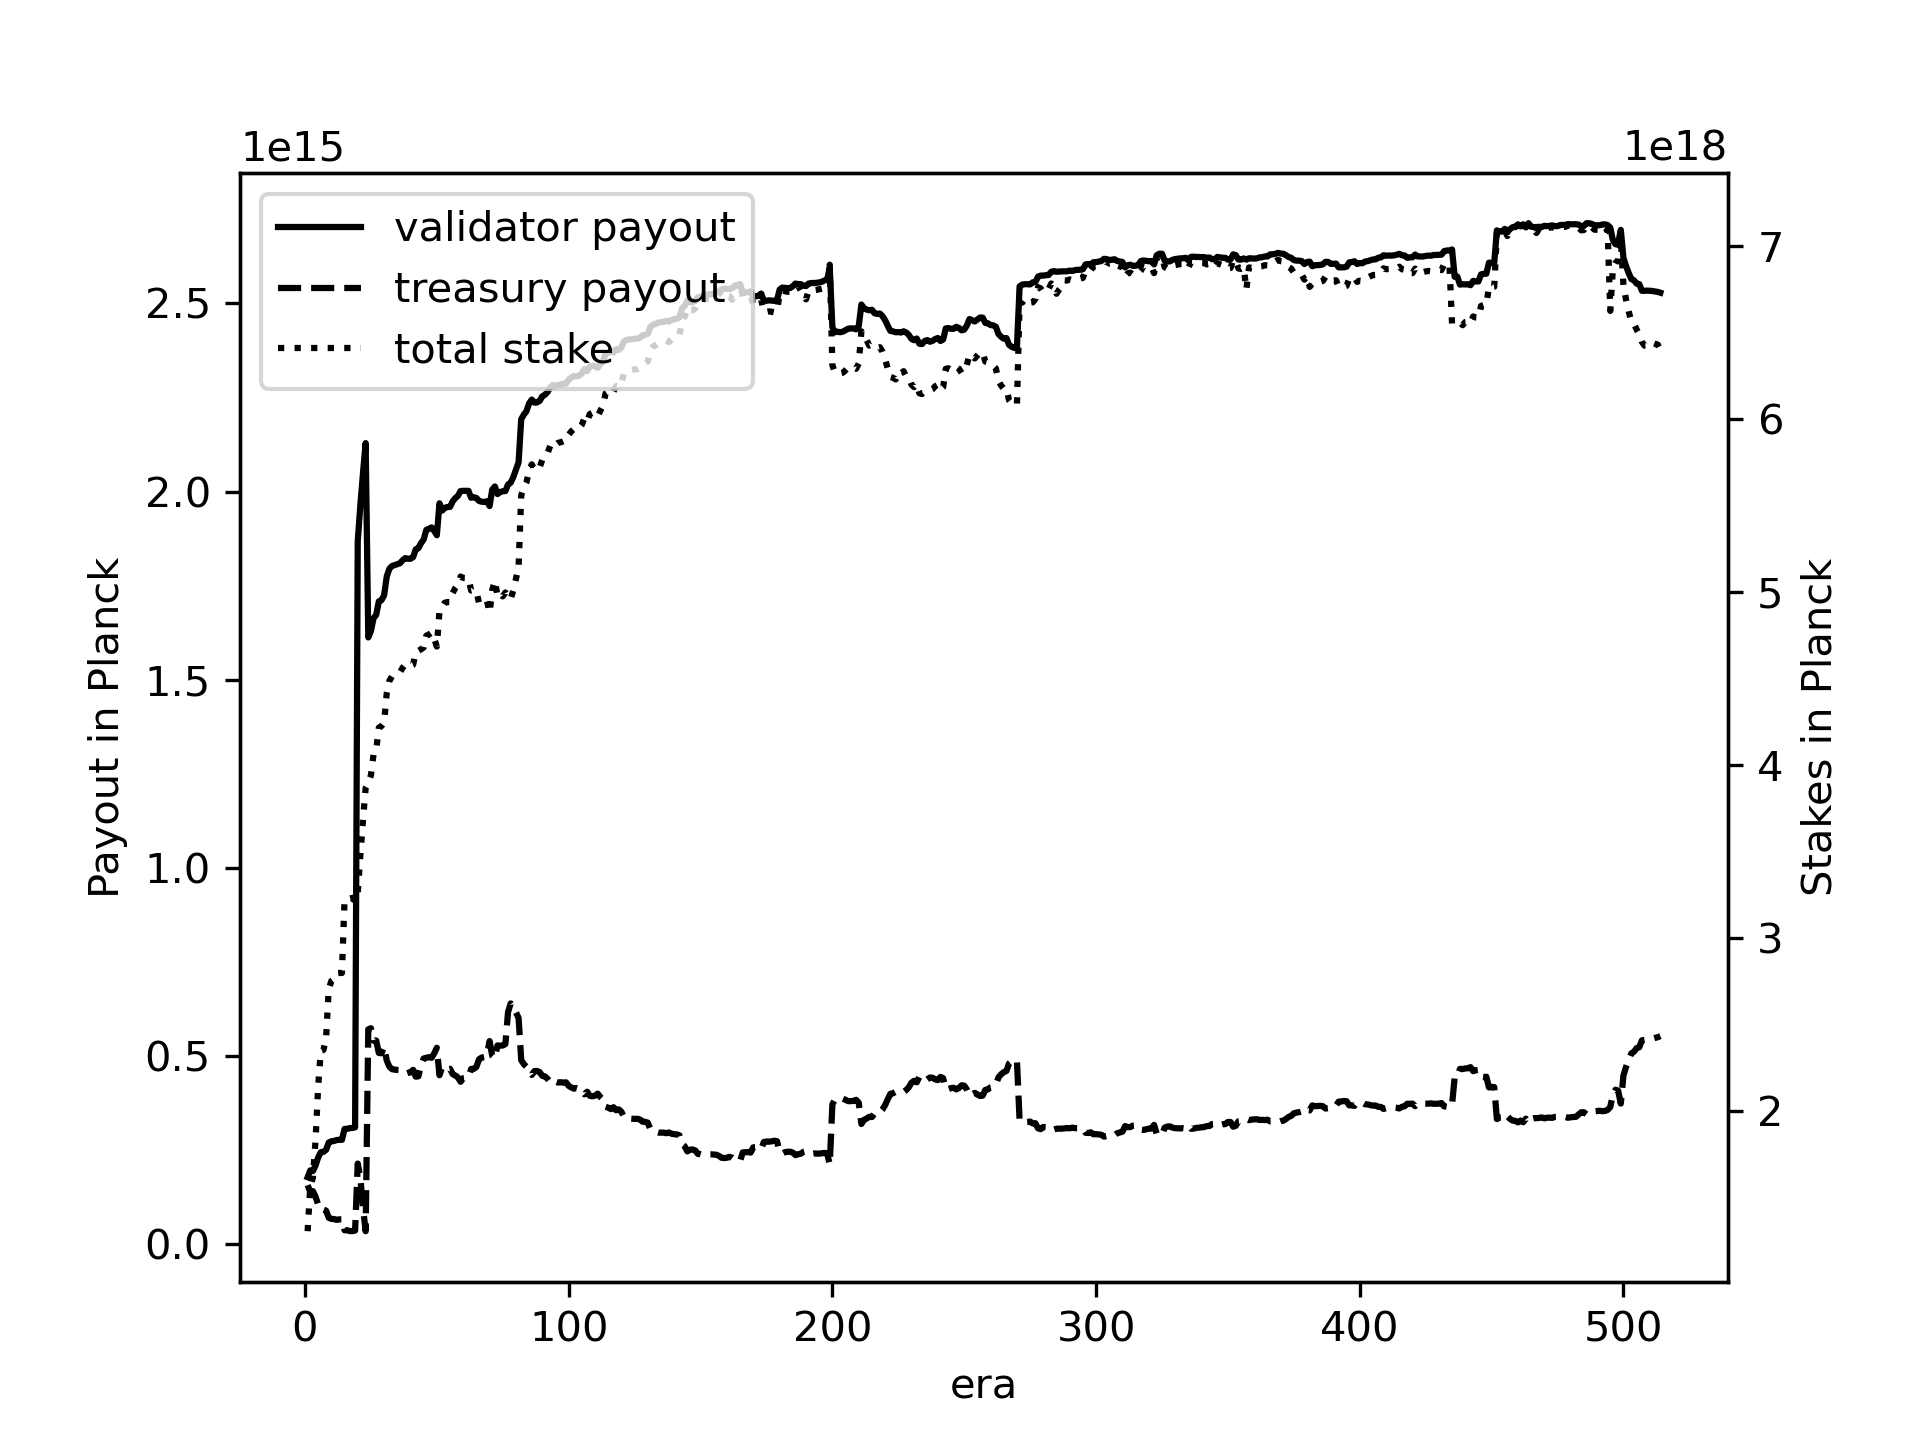 1e15
1e18
validator payout
treasury payout
total stake
2.5
2.0
1.5
1.0
0.5
0.0
Payout in Planck
7
6
5
4
3
2
Stakes in Planck
0 100 200 300 400 500
era